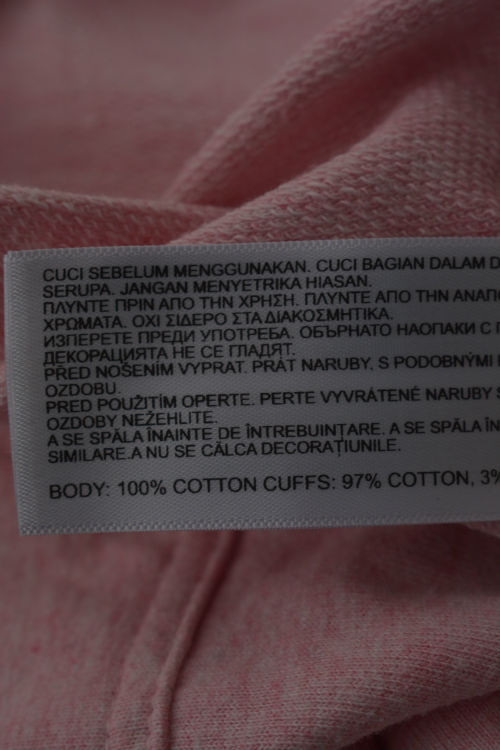 CUCI SEBELUM MENGGUNAKAN. CUCI BAGIAN DALAM D
SERUPA. JANGAN MENYETRIKA HIASAN.
ΠΛΥΝΤΕ ΠΡΙΝ ΑΠΟ ΤΗΝ ΧΡΗΣΗ. ΠΛΥΝΤΕ ΑΠΟ ΤΗΝ ΑΝΑΠ
ΧΡΩΜΑΤΑ. ΟΧΙ ΣΙΔΕΡΟ ΣΤΑ ΔΙΑΚΟΣΜΗΤΙΚΑ.
ИЗПЕРЕТЕ ПРЕДИ УПОТРЕБА. ОБЪРНАТО НАОПАКИ С
ДЕКОРАЦИЯТА НЕ СЕ ГЛАДЯТ.
PŘED NOŠENÍM VYPRAT. PRÁT NARUBY, S PODOBNÝMI
OZDOBU.
PRED POUŽITÍM OPERTE. PERTE VYVRÁTENÉ NARUBY S
OZDOBY NEŽEHLITE.
A SE SPĂLA ÎNAINTE DE ÎNTREBUINŢARE. A SE SPĂLA ÎN
SIMILARE.A NU SE CĂLCA DECORAŢIUNILE.
BODY: 100% COTTON CUFFS: 97% COTTON, 3%